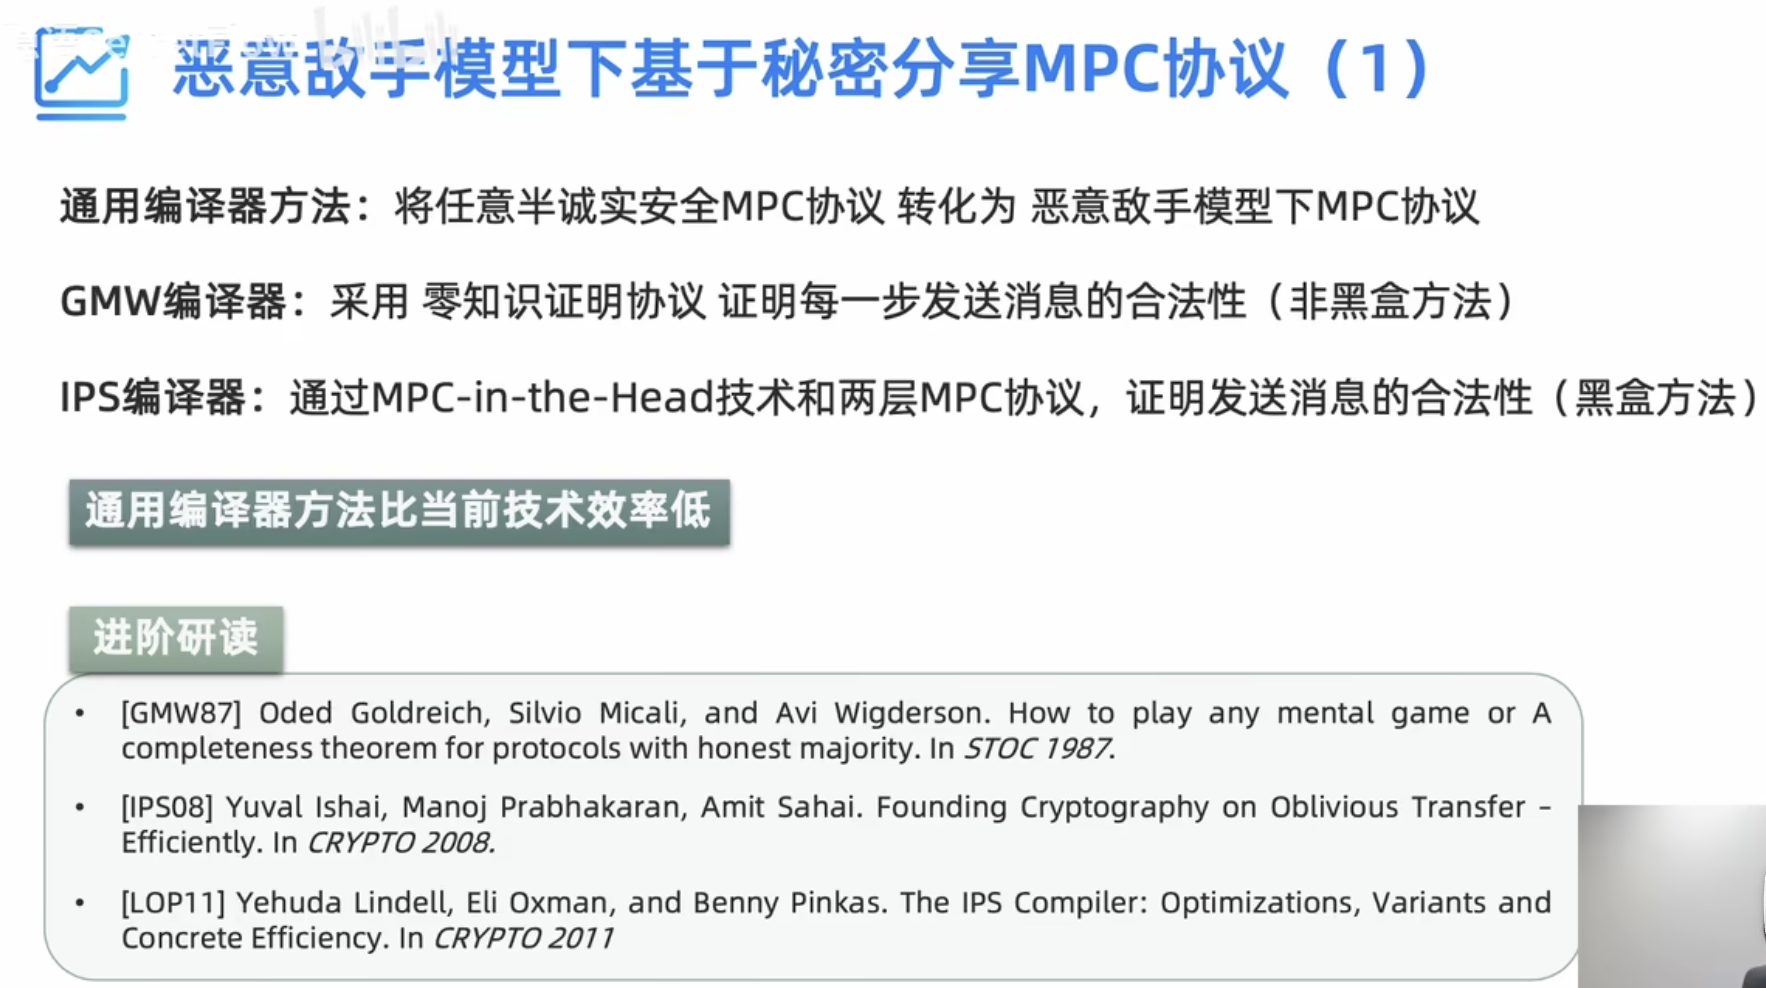 恶意敌手模型下基于秘密分享MPC协议（1）
通用编译器方法：将任意半诚实安全MPC协议 转化为 恶意敌手模型下MPC协议
GMW编译器：采用 零知识证明协议 证明每一步发送消息的合法性（非黑盒方法）
IPS编译器：通过MPC-in-the-Head技术和两层MPC协议，证明发送消息的合法性（黑盒方法）
通用编译器方法比当前技术效率低
进阶研读
• [GMW87] Oded Goldreich, Silvio Micali, and Avi Wigderson. How to play any mental game or A
completeness theorem for protocols with honest majority. In STOC 1987.
• [IPS08] Yuval Ishai, Manoj Prabhakaran, Amit Sahai. Founding Cryptography on Oblivious Transfer –
Efficiently. In CRYPTO 2008.
• [LOP11] Yehuda Lindell, Eli Oxman, and Benny Pinkas. The IPS Compiler: Optimizations, Variants and
Concrete Efficiency. In CRYPTO 2011